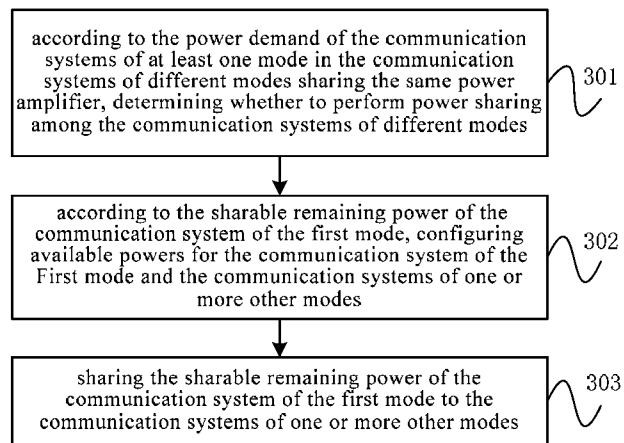 according to the power demand of the communication
systems of at least one mode in the communication
systems of different modes sharing the same power
amplifier, determining whether to perform power sharing
among the communication systems of different modes
301
according to the sharable remaining power of the
communication system of the first mode, configuring
available powers for the communication system of the
First mode and the communication systems of one or
more other modes
302
sharing the sharable remaining power of the
communication system of the first mode to the
communication systems of one or more other modes
303